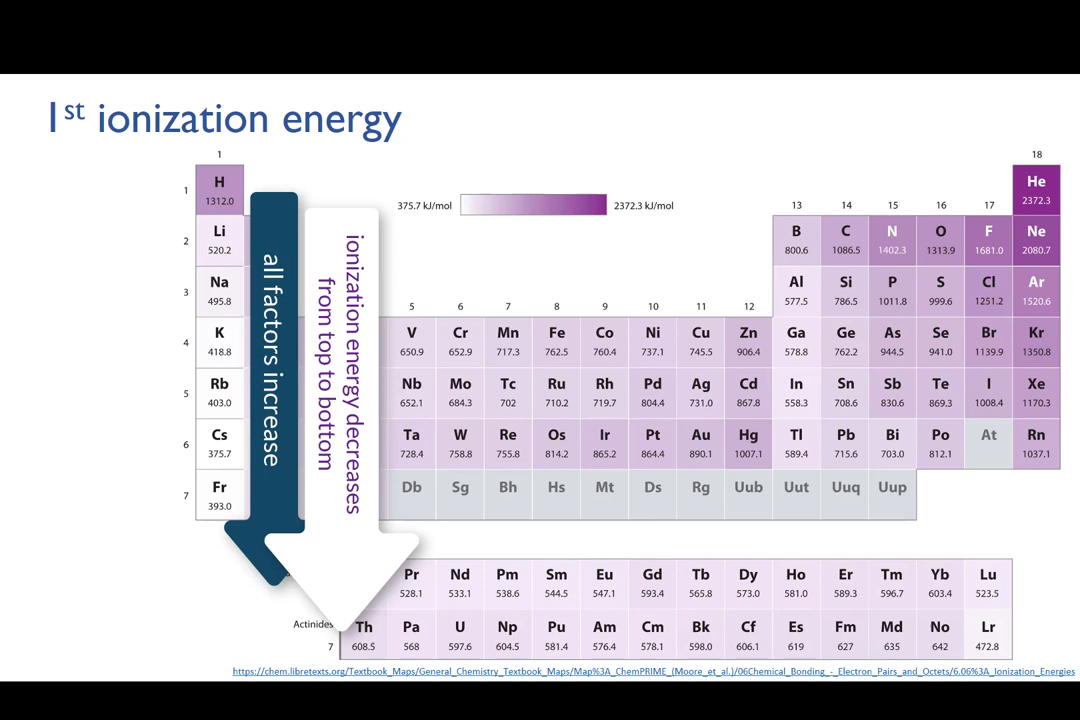 1st ionization energy
1
18
1
H
He
1312.0
2372.3
375.7 kJ/mol
2372.3 kJ/mol
13 14 15 16 17
2
Li
B C N O F Ne
520.2
800.6 1086.5 1402.3 1313.9 1681.0 2080.7
3
Na
Al Si P S Cl Ar
495.8
577.5 786.5 1011.8 999.6 1251.2 1520.6
5 6 7 8 9 10 11 12
4
K
V Cr Mn Fe Co Ni Cu Zn Ga Ge As Se Br Kr
418.8
650.9 652.9 717.3 762.5 760.4 737.1 745.5 906.4 578.8 762.2 944.5 941.0 1139.9 1350.8
5
Rb
Nb Mo Tc Ru Rh Pd Ag Cd In Sn Sb Te I Xe
403.0
652.1 684.3 702 710.2 719.7 804.4 731.0 867.8 558.3 708.6 830.6 869.3 1008.4 1170.3
6
Cs
Ta W Re Os Ir Pt Au Hg Tl Pb Bi Po At Rn
375.7
728.4 758.8 755.8 814.2 865.2 864.4 890.1 1007.1 589.4 715.6 703.0 812.1 1037.1
7
Fr
Db Sg Bh Hs Mt Ds Rg Uub Uut Uuq Uup
393.0
all factors increase
ionization energy decreases
from top to bottom
Pr Nd Pm Sm Eu Gd Tb Dy Ho Er Tm Yb Lu
528.1 533.1 538.6 544.5 547.1 593.4 565.8 573.0 581.0 589.3 596.7 603.4 523.5
Actinides
7
Th Pa U Np Pu Am Cm Bk Cf Es Fm Md No Lr
608.5 568 597.6 604.5 581.4 576.4 578.1 598.0 606.1 619 627 635 642 472.8
https://chem.libretexts.org/Textbook_Maps/General_Chemistry_Textbook_Maps/Map%3A_ChemPRIME_(Moore_et_al.)/06Chemical_Bonding_-_Electron_Pairs_and_Octets/6.06%3A_Ionization_Energies